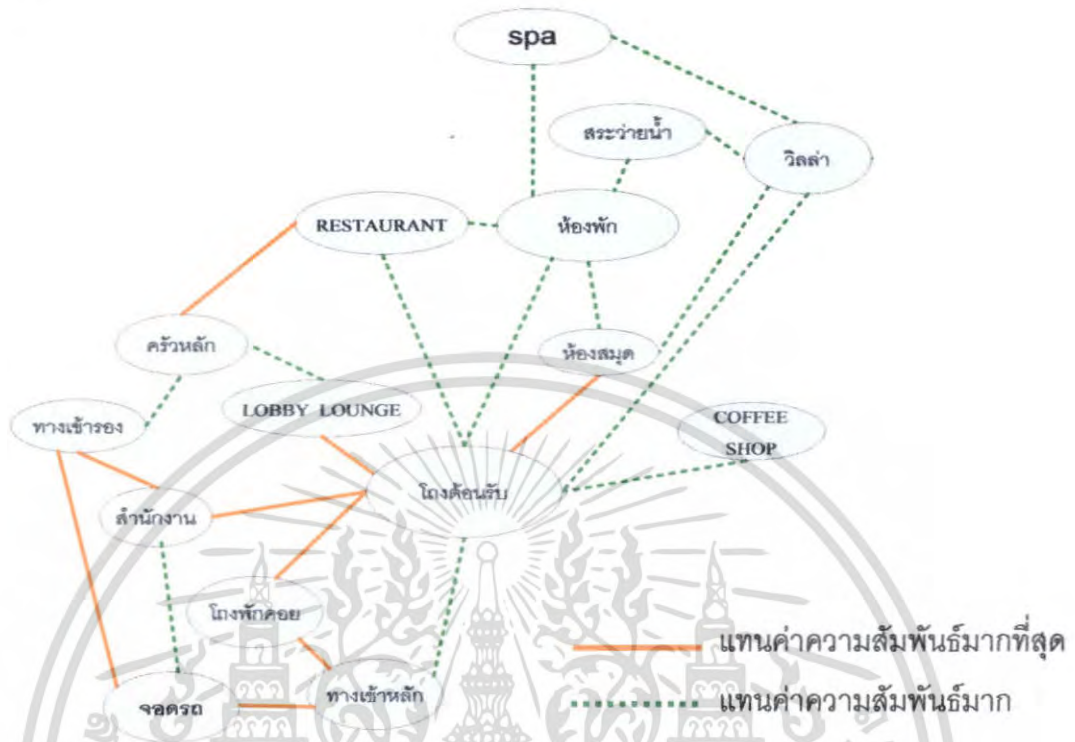 spa
สระว่ายน้ำ
วิลล่า
RESTAURANT
ห้องพัก
ครัวหลัก
ห้องสมุด
LOBBY LOUNGE
COFFEE
SHOP
ทางเข้ารอง
โถงต้อนรับ
สำนักงาน
โถงพักคอย
จอดรถ
ทางเข้าหลัก
แทนค่าความสัมพันธ์มากที่สุด
แทนค่าความสัมพันธ์มาก